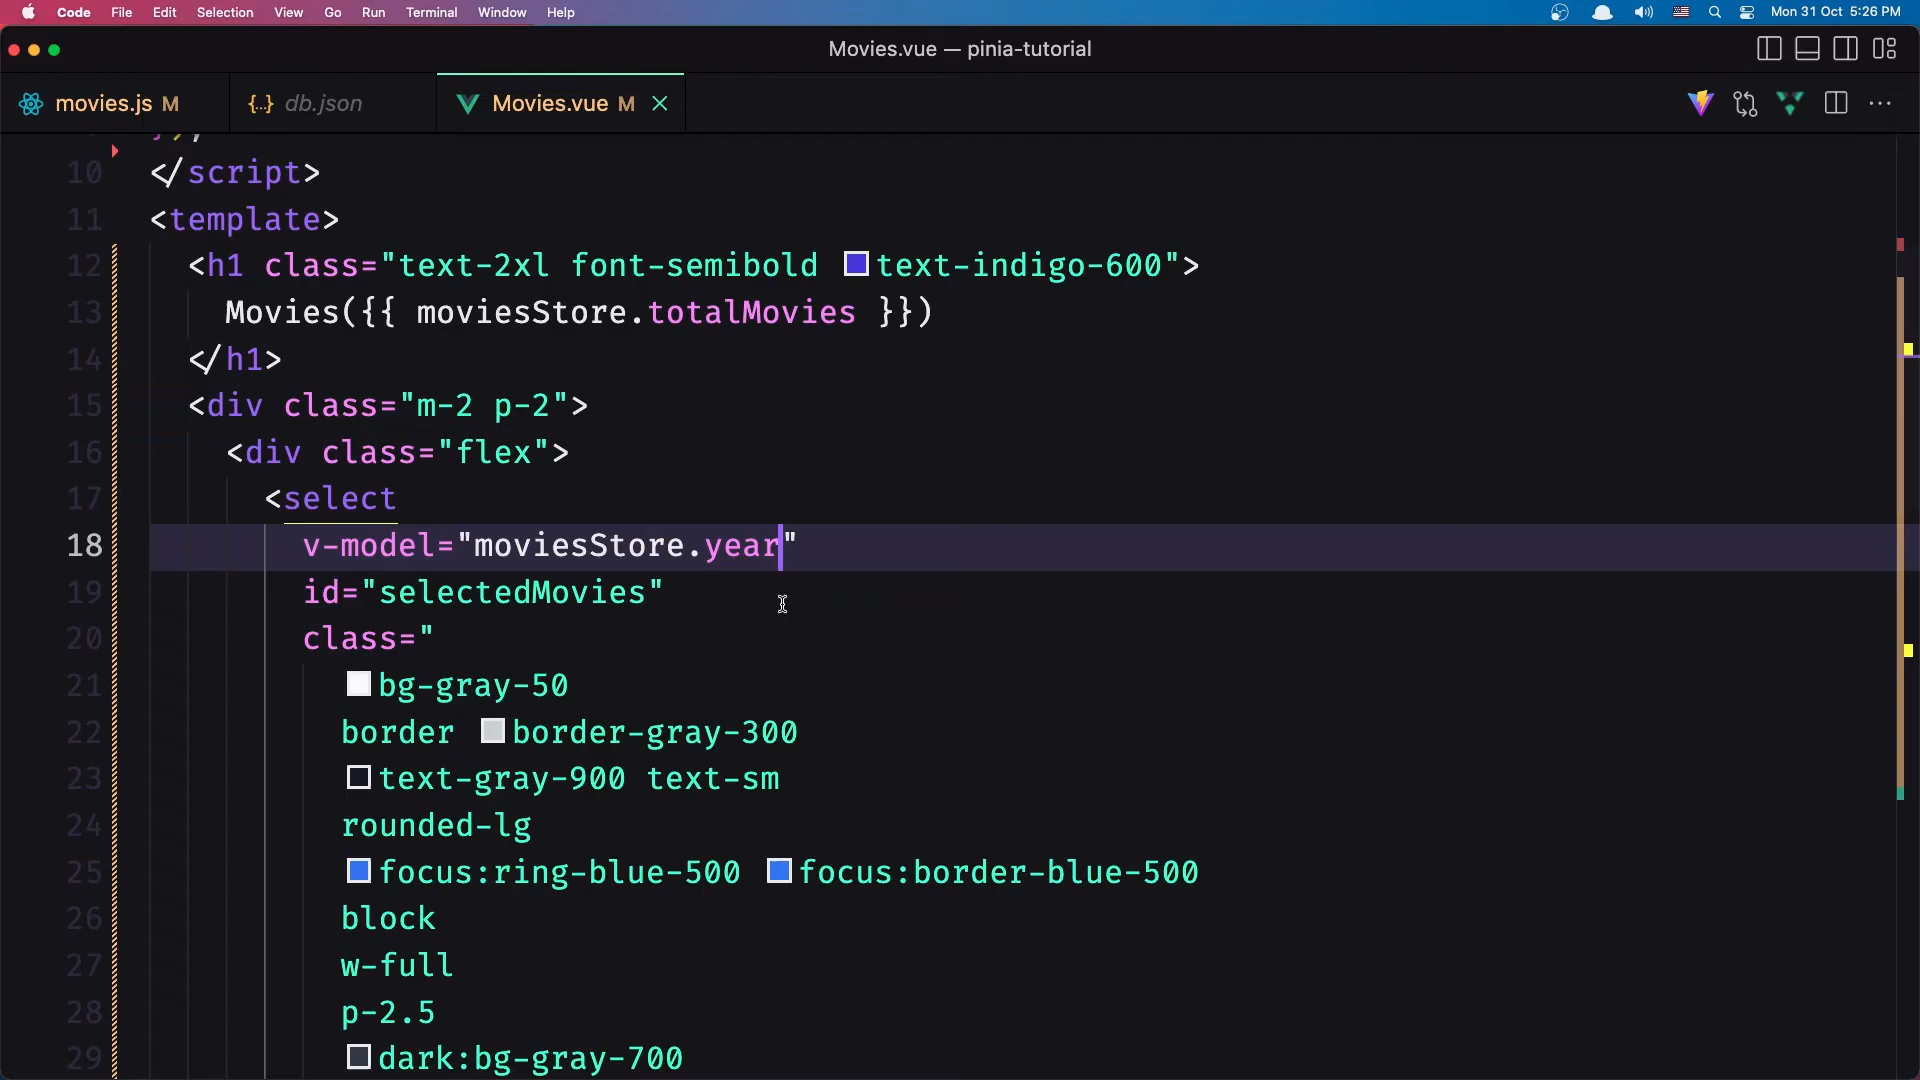 Code File Edit Selection View Go Run Terminal Window Help Mon 31 Oct 5:26 PM
Movies.vue — pinia-tutorial
movies.js M {..} db.json Movies.vue M
10 </script>
11 <template>
12 <h1 class="text-2xl font-semibold text-indigo-600">
13 Movies({{ moviesStore.totalMovies }})
14 </h1>
15 <div class="m-2 p-2">
16 <div class="flex">
17 <select
18 v-model="moviesStore.year"
19 id="selectedMovies"
20 class="
21 bg-gray-50
22 border border-gray-300
23 text-gray-900 text-sm
24 rounded-lg
25 focus:ring-blue-500 focus:border-blue-500
26 block
27 w-full
28 p-2.5
29 dark:bg-gray-700